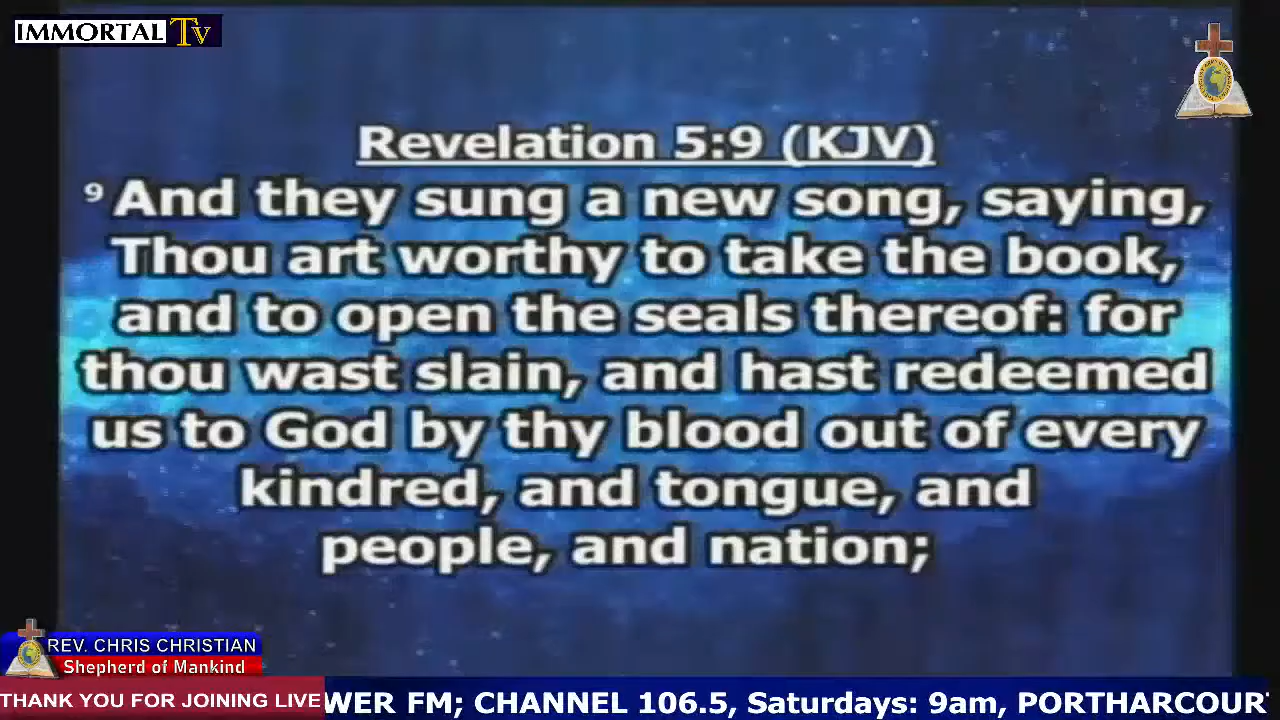 IMMORTAL Tv
Revelation 5:9 (KJV)
9 And they sung a new song, saying,
Thou art worthy to take the book,
and to open the seals thereof: for
thou wast slain, and hast redeemed
us to God by thy blood out of every
kindred, and tongue, and
people, and nation;
REV. CHRIS CHRISTIAN
Shepherd of Mankind
THANK YOU FOR JOINING LIVE
WER FM; CHANNEL 106.5, Saturdays: 9am, PORTHARCOURT